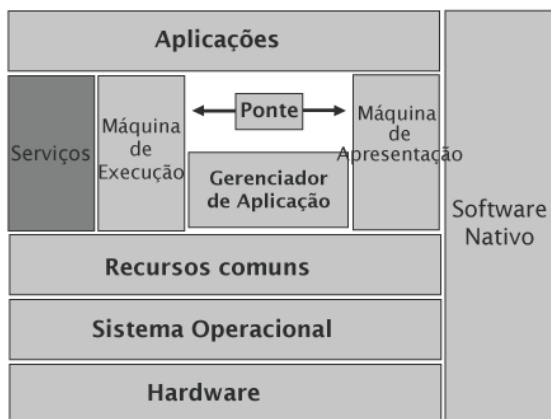 Aplicações
Serviços
Máquina
de
Execução
Ponte
Gerenciador
de Aplicação
Máquina
de
Apresentação
Software
Nativo
Recursos comuns
Sistema Operacional
Hardware